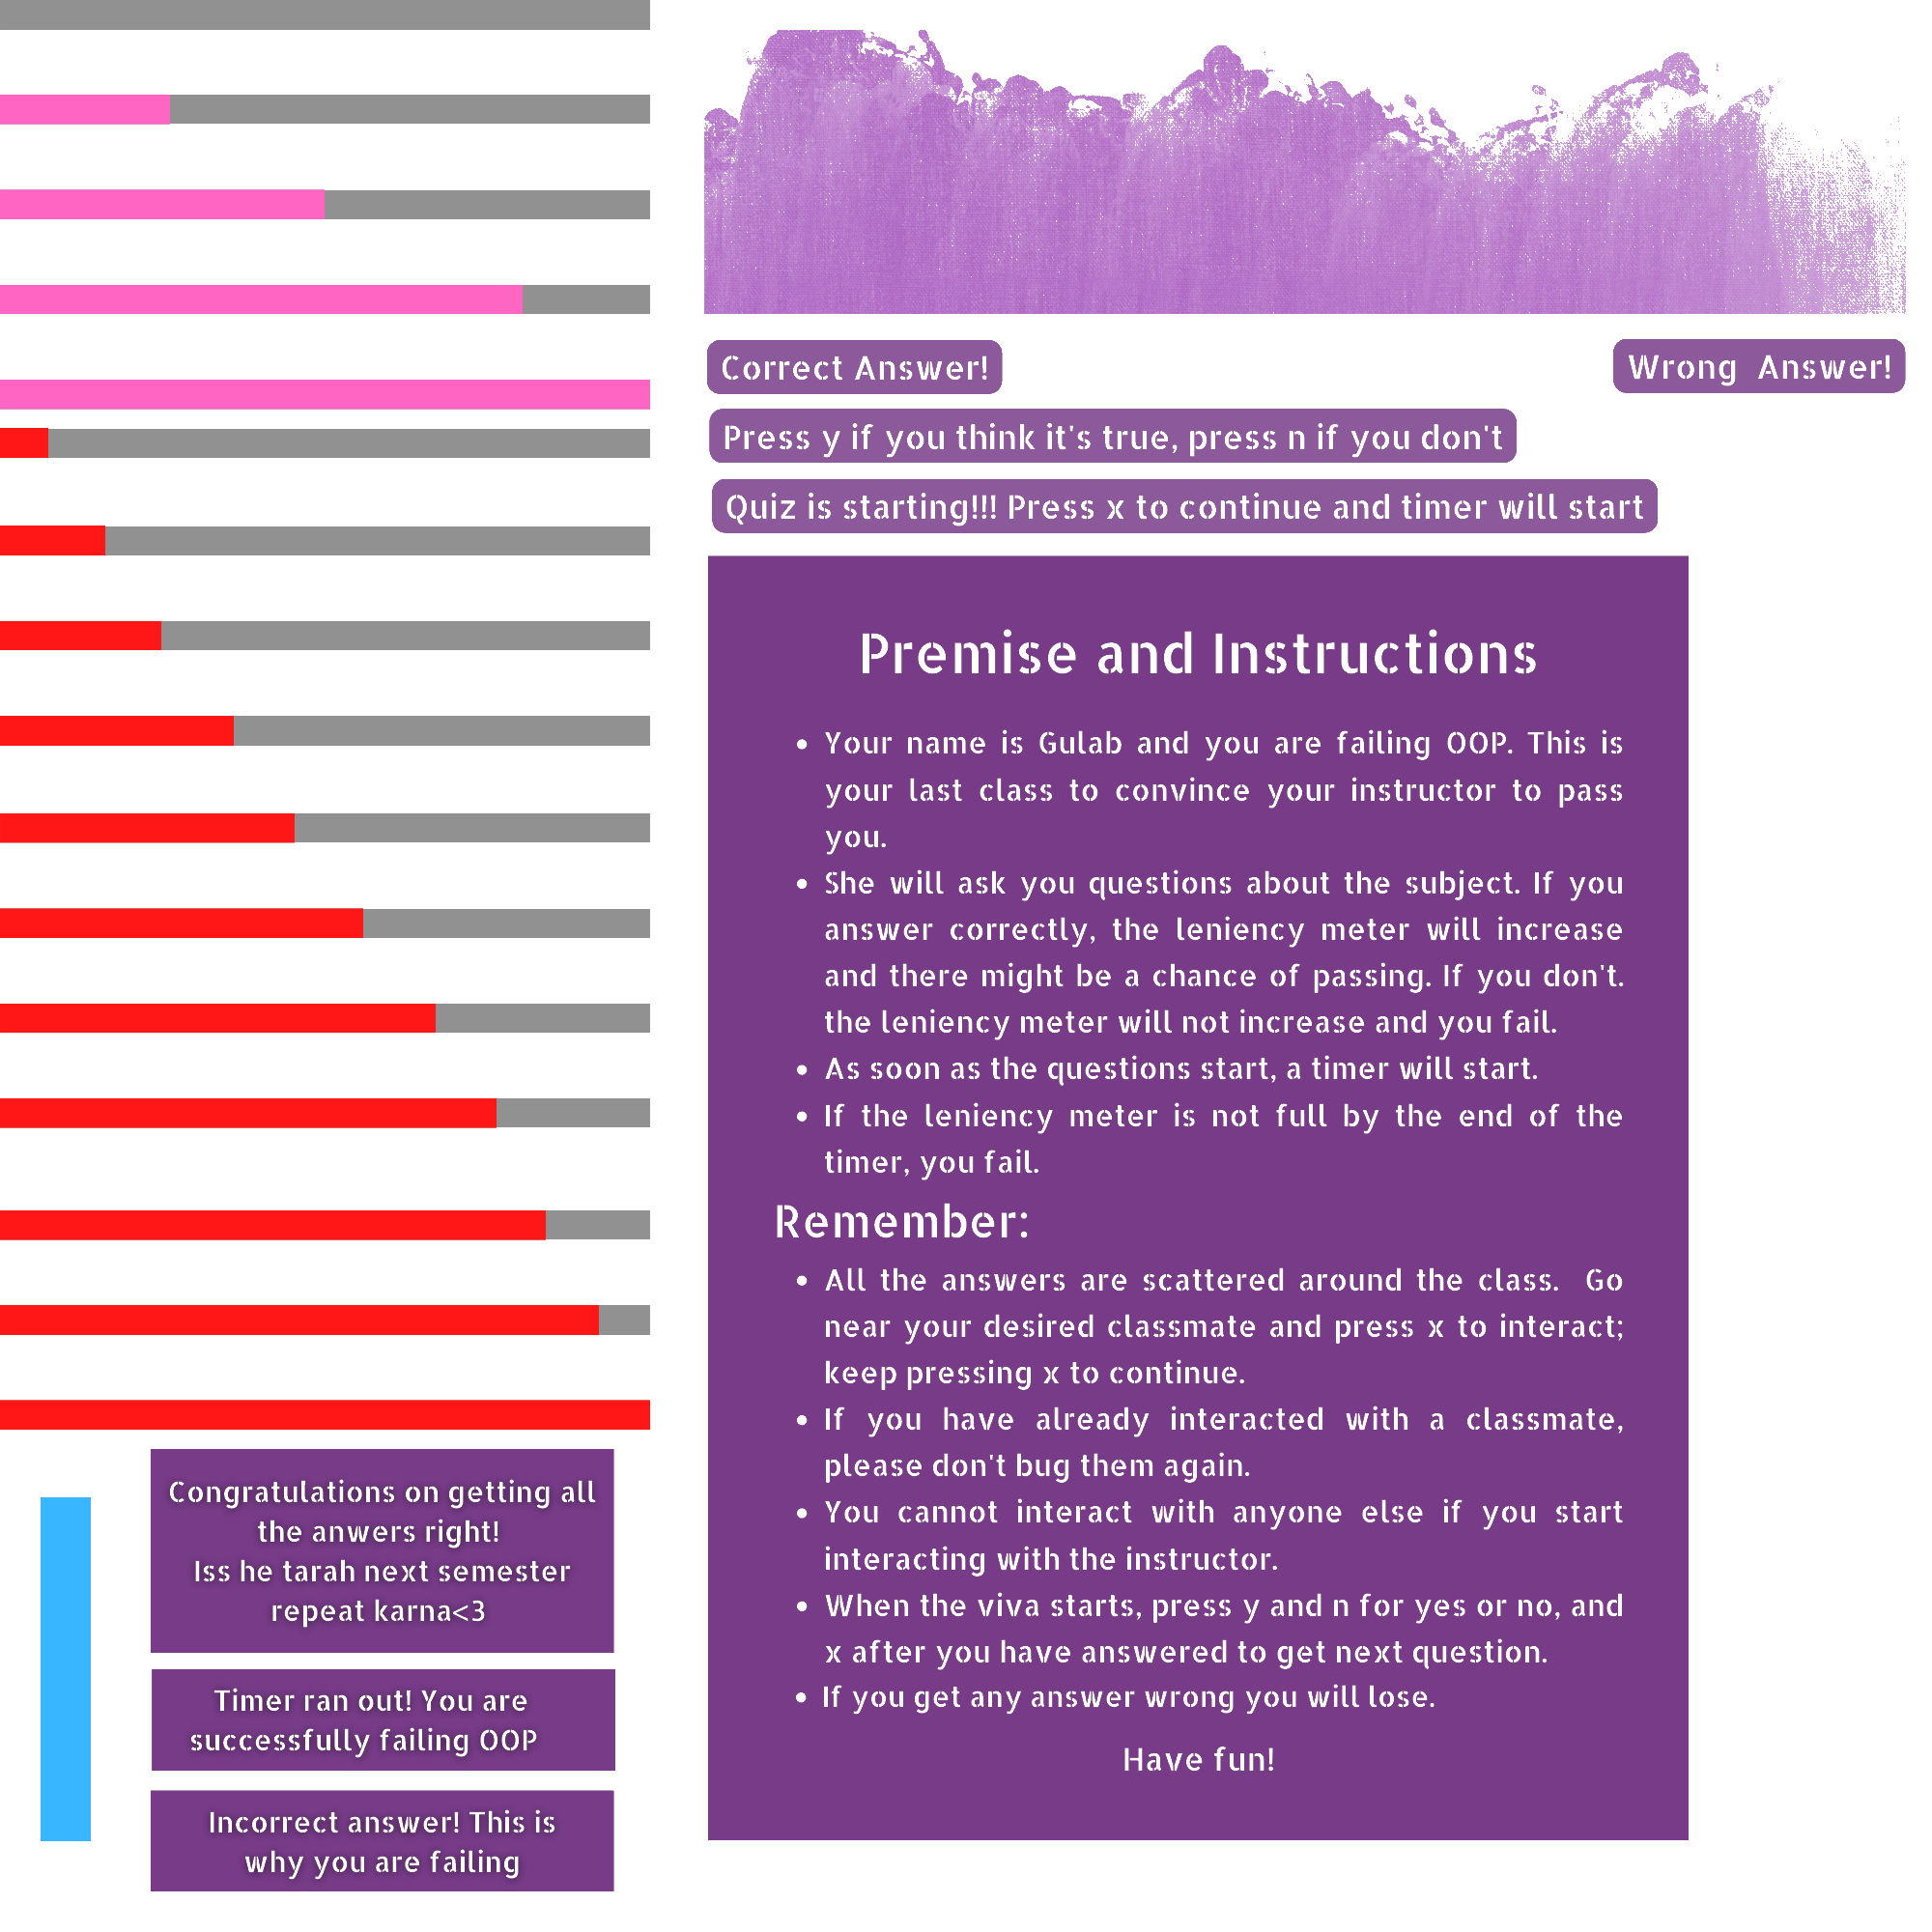 Correct Answer!
Wrong Answer!
Press y if you think it's true, press n if you don't
Quiz is starting!!! Press x to continue and timer will start
Premise and Instructions
• Your name is Gulab and you are failing OOP. This is
your last class to convince your instructor to pass
you.
• She will ask you questions about the subject. If you
answer correctly, the leniency meter will increase
and there might be a chance of passing. If you don't.
the leniency meter will not increase and you fail.
• As soon as the questions start, a timer will start.
• If the leniency meter is not full by the end of the
timer, you fail.
Remember:
• All the answers are scattered around the class. Go
near your desired classmate and press x to interact;
keep pressing x to continue.
• If you have already interacted with a classmate,
please don't bug them again.
• You cannot interact with anyone else if you start
interacting with the instructor.
• When the viva starts, press y and n for yes or no, and
x after you have answered to get next question.
• If you get any answer wrong you will lose.
Have fun!
Congratulations on getting all
the anwers right!
Iss he tarah next semester
repeat karna<3
Timer ran out! You are
successfully failing OOP
Incorrect answer! This is
why you are failing